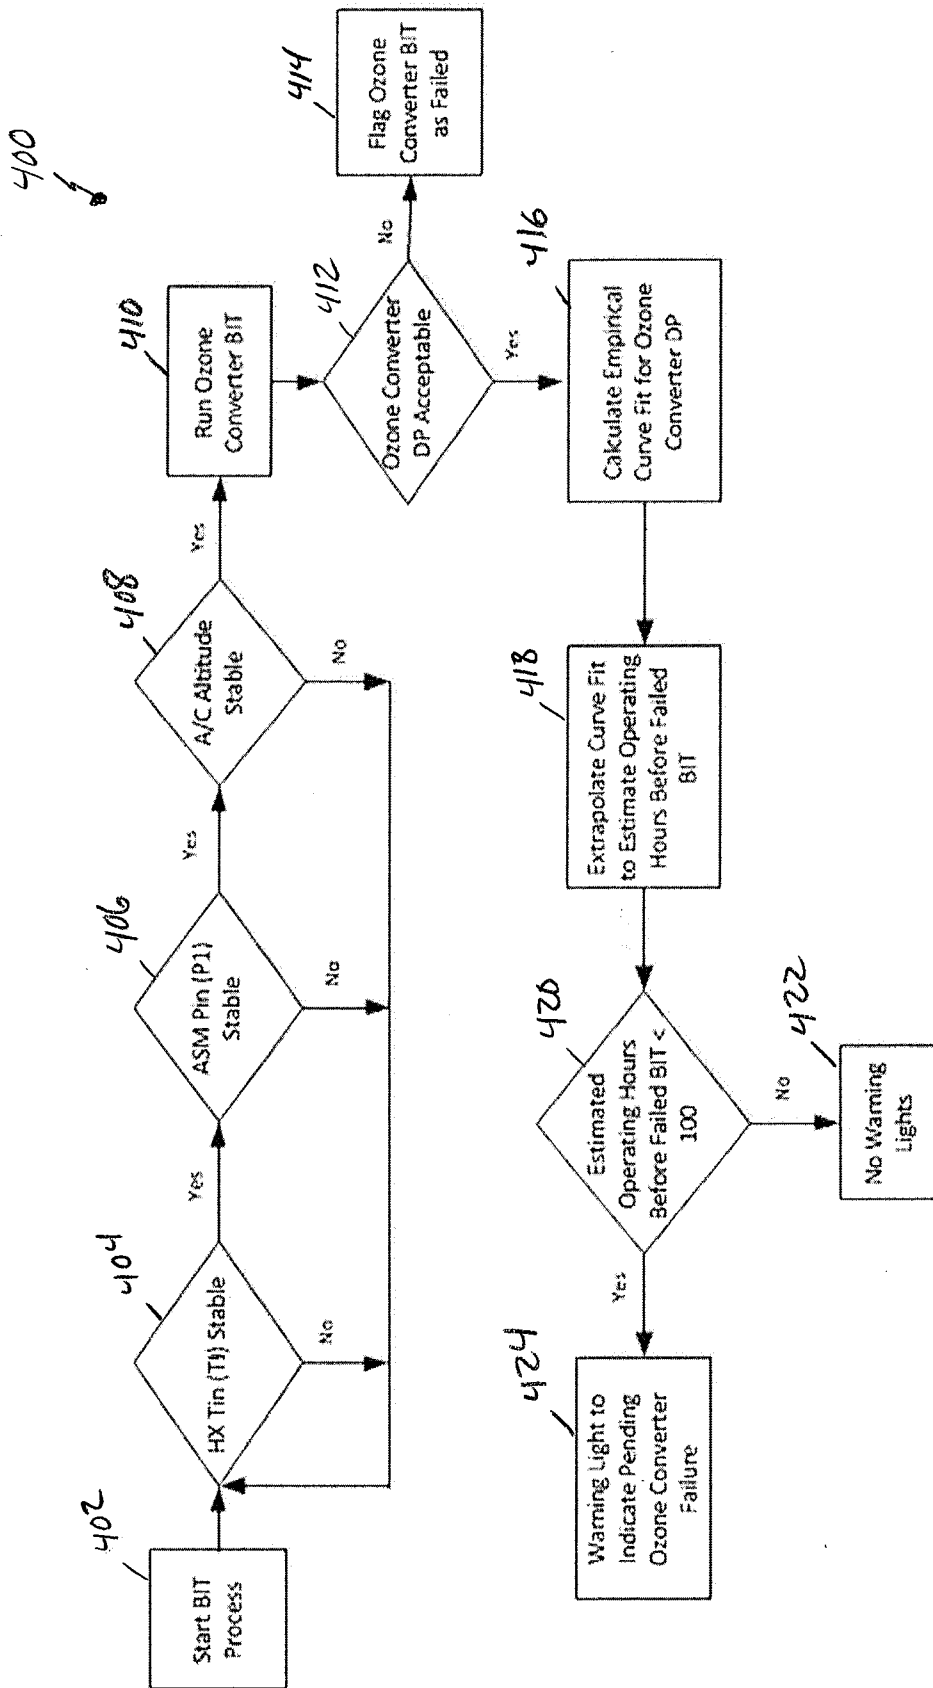 400
402
Start BIT
Process
404
HX Tin (T1) Stable
Yes
No
406
ASM Pin (P1)
Stable
Yes
No
408
A/C Altitude
Stable
Yes
No
410
Run Ozone
Converter BIT
412
Ozone Converter
DP Acceptable
No
Yes
414
Flag Ozone
Converter BIT
as Failed
416
Calculate Empirical
Curve Fit for Ozone
Converter DP
418
Extrapolate Curve Fit
to Estimate Operating
Hours Before Failed
BIT
420
Estimated
Operating Hours
Before Failed BIT <
100
Yes
No
422
No Warning
Lights
424
Warning Light to
Indicate Pending
Ozone Converter
Failure